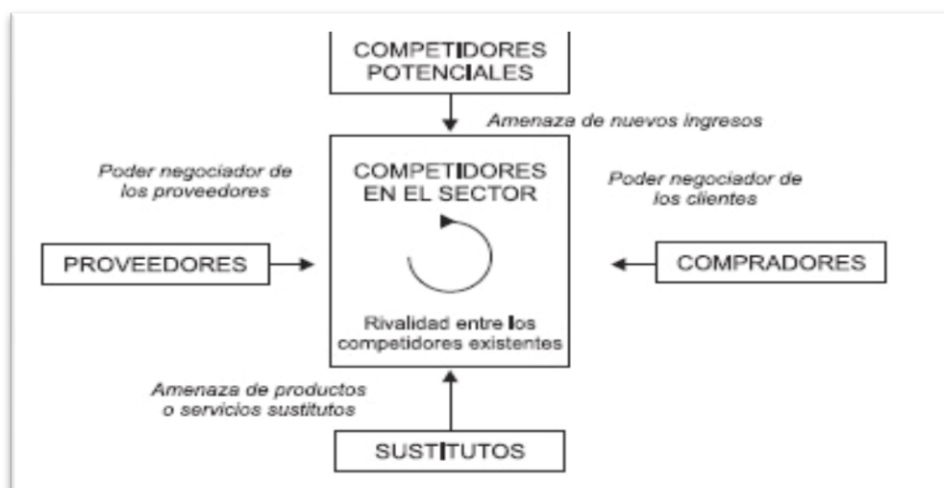 COMPETIDORES
POTENCIALES
Amenaza de nuevos ingresos
COMPETIDORES
EN EL SECTOR
Poder negociador de
los proveedores
Poder negociador de
los clientes
PROVEEDORES
COMPRADORES
Rivalidad entre los
competidores existentes
Amenaza de productos
o servicios sustitutos
SUSTITUTOS